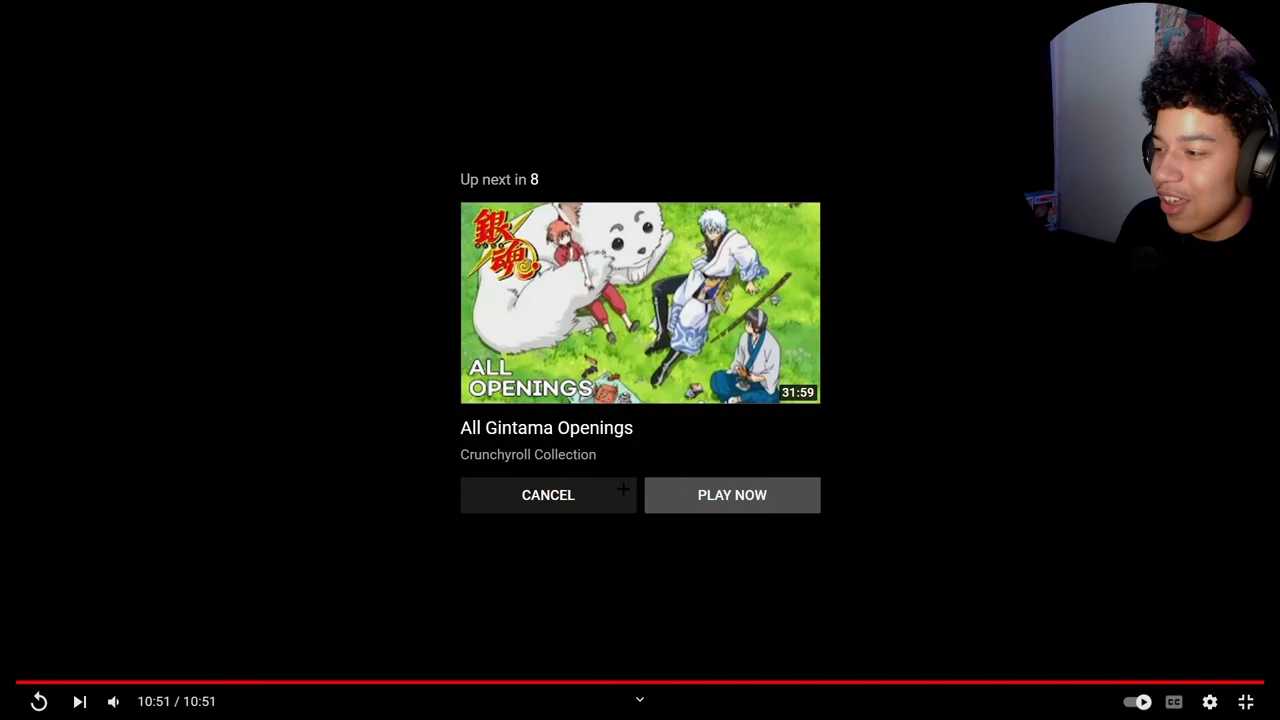 Up next in 8
銀
魂
ALL
OPENINGS
31:59
All Gintama Openings
Crunchyroll Collection
CANCEL
PLAY NOW
10:51 / 10:51
CC